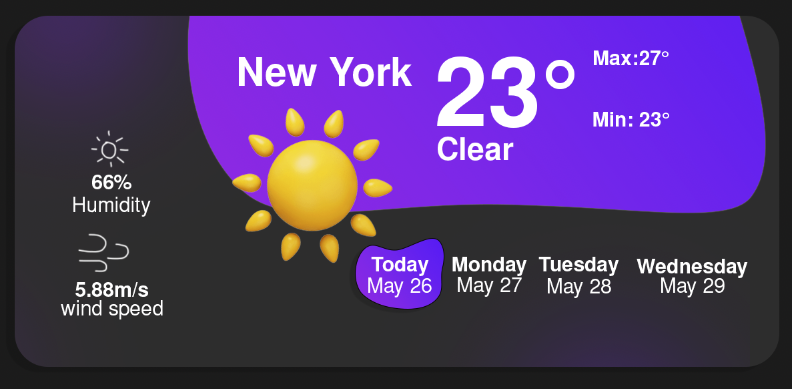 New York
23°
Clear
Max:27°
Min: 23°
66%
Humidity
5.88m/s
wind speed
Today
May 26
Monday
May 27
Tuesday
May 28
Wednesday
May 29